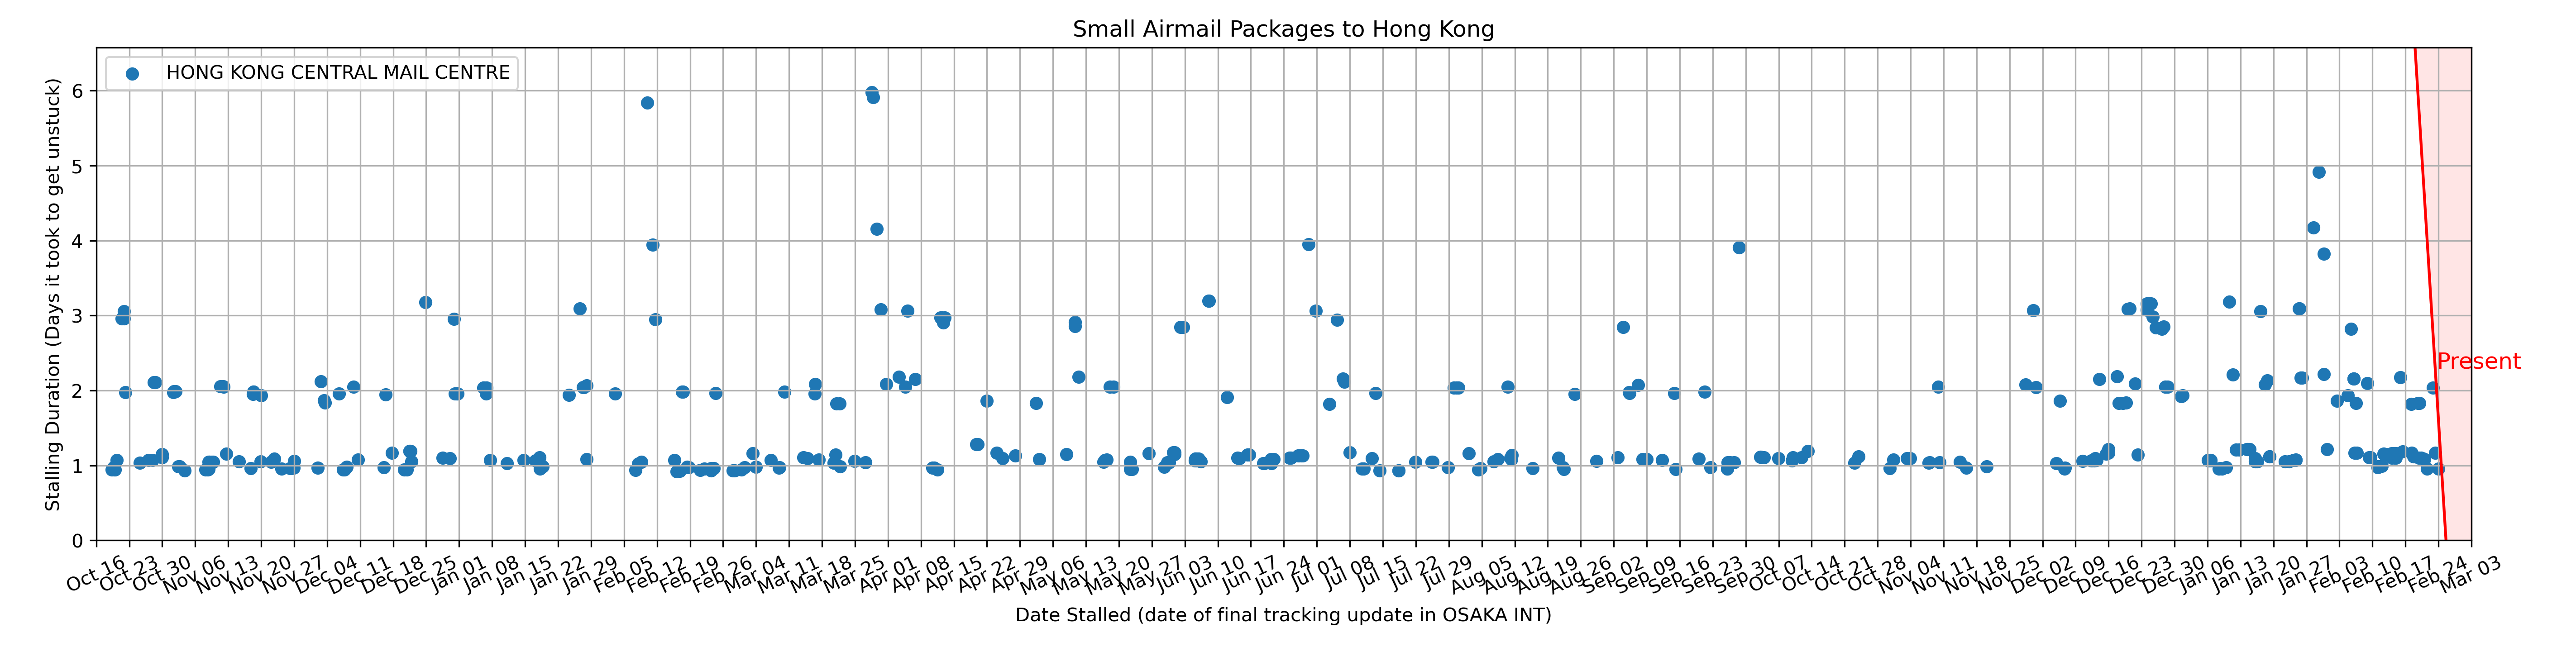 Small Airmail Packages to Hong Kong
HONG KONG CENTRAL MAIL CENTRE
Stalling Duration (Days it took to get unstuck)
6
5
4
3
2
1
0
Present
Oct 16 Oct 23 Oct 30 Nov 06 Nov 13 Nov 20 Nov 27 Dec 04 Dec 11 Dec 18 Dec 25 Jan 01 Jan 08 Jan 15 Jan 22 Jan 29 Feb 05 Feb 12 Feb 19 Feb 26 Mar 04 Mar 11 Mar 18 Mar 25 Apr 01 Apr 08 Apr 15 Apr 22 Apr 29 May 06 May 13 May 20 May 27 Jun 03 Jun 10 Jun 17 Jun 24 Jul 01 Jul 08 Jul 15 Jul 22 Jul 29 Aug 05 Aug 12 Aug 19 Aug 26 Sep 02 Sep 09 Sep 16 Sep 23 Sep 30 Oct 07 Oct 14 Oct 21 Oct 28 Nov 04 Nov 11 Nov 18 Nov 25 Dec 02 Dec 09 Dec 16 Dec 23 Dec 30 Jan 06 Jan 13 Jan 20 Jan 27 Feb 03 Feb 10 Feb 17 Feb 24 Mar 03
Date Stalled (date of final tracking update in OSAKA INT)